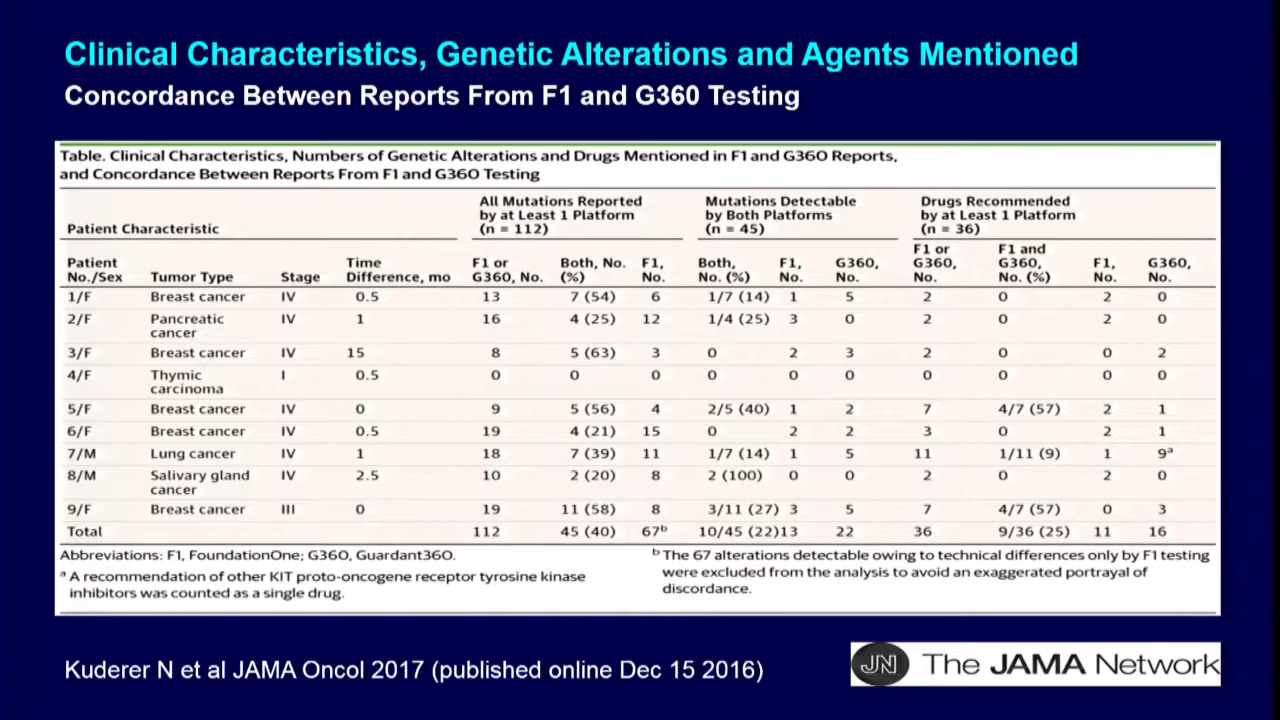 Clinical Characteristics, Genetic Alterations and Agents Mentioned
Concordance Between Reports From F1 and G360 Testing
Table. Clinical Characteristics, Numbers of Genetic Alterations and Drugs Mentioned in F1 and G360 Reports,
and Concordance Between Reports From F1 and G360 Testing
Patient Characteristic
All Mutations Reported
by at Least 1 Platform
(n = 112)
Mutations Detectable
by Both Platforms
(n = 45)
Drugs Recommended
by at Least 1 Platform
(n = 36)
Patient
No./Sex
Tumor Type
Stage
Time
Difference, mo
F1 or
G360, No.
Both, No.
(%)
F1,
No.
Both,
No. (%)
F1,
No.
G360,
No.
F1 or
G360,
No.
F1 and
G360,
No. (%)
F1,
No.
G360,
No.
1/F Breast cancer IV 0.5 13 7 (54) 6 1/7 (14) 1 5 2 0 2 0
2/F Pancreatic IV 1 16 4 (25) 12 1/4 (25) 3 0 2 0 2 0
cancer
3/F Breast cancer IV 15 8 5 (63) 3 0 2 3 2 0 0 2
4/F Thymic I 0.5 0 0 0 0 0 0 0 0 0 0
carcinoma
5/F Breast cancer IV 0 9 5 (56) 4 2/5 (40) 1 2 7 4/7 (57) 2 1
6/F Breast cancer IV 0.5 19 4 (21) 15 0 2 2 3 0 2 1
7/M Lung cancer IV 1 18 7 (39) 11 1/7 (14) 1 5 11 1/11 (9) 1 9a
8/M Salivary gland IV 2.5 10 2 (20) 8 2 (100) 0 0 2 0 2 0
cancer
9/F Breast cancer III 0 19 11 (58) 8 3/11 (27) 3 5 7 4/7 (57) 0 3
Total 112 45 (40) 67b 10/45 (22)13 22 36 9/36 (25) 11 16
Abbreviations: F1, FoundationOne; G360, Guardant360.
a A recommendation of other KIT proto-oncogene receptor tyrosine kinase
inhibitors was counted as a single drug.
b The 67 alterations detectable owing to technical differences only by F1 testing
were excluded from the analysis to avoid an exaggerated portrayal of
discordance.
Kuderer N et al JAMA Oncol 2017 (published online Dec 15 2016)
JN The JAMA Network